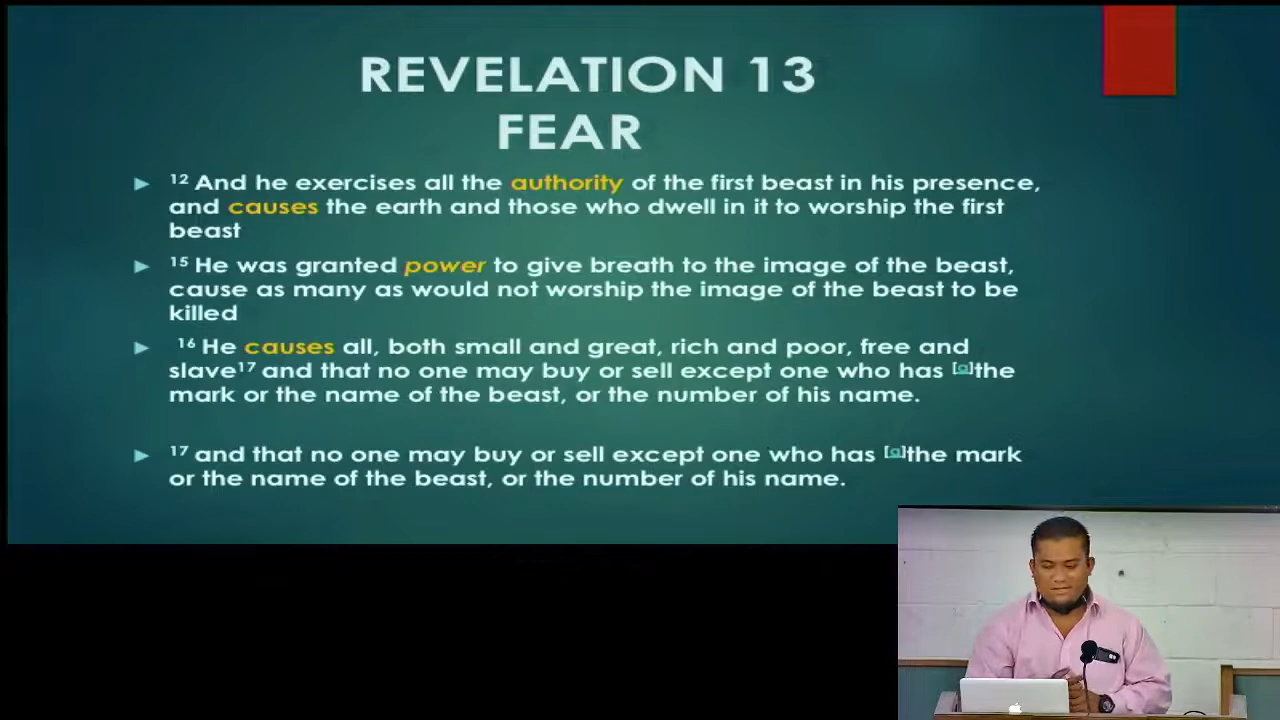 REVELATION 13
FEAR
¹² And he exercises all the authority of the first beast in his presence,
and causes the earth and those who dwell in it to worship the first
beast
¹⁵ He was granted power to give breath to the image of the beast,
cause as many as would not worship the image of the beast to be
killed
¹⁶ He causes all, both small and great, rich and poor, free and
slave¹⁷ and that no one may buy or sell except one who has [a]the
mark or the name of the beast, or the number of his name.
¹⁷ and that no one may buy or sell except one who has [a]the mark
or the name of the beast, or the number of his name.